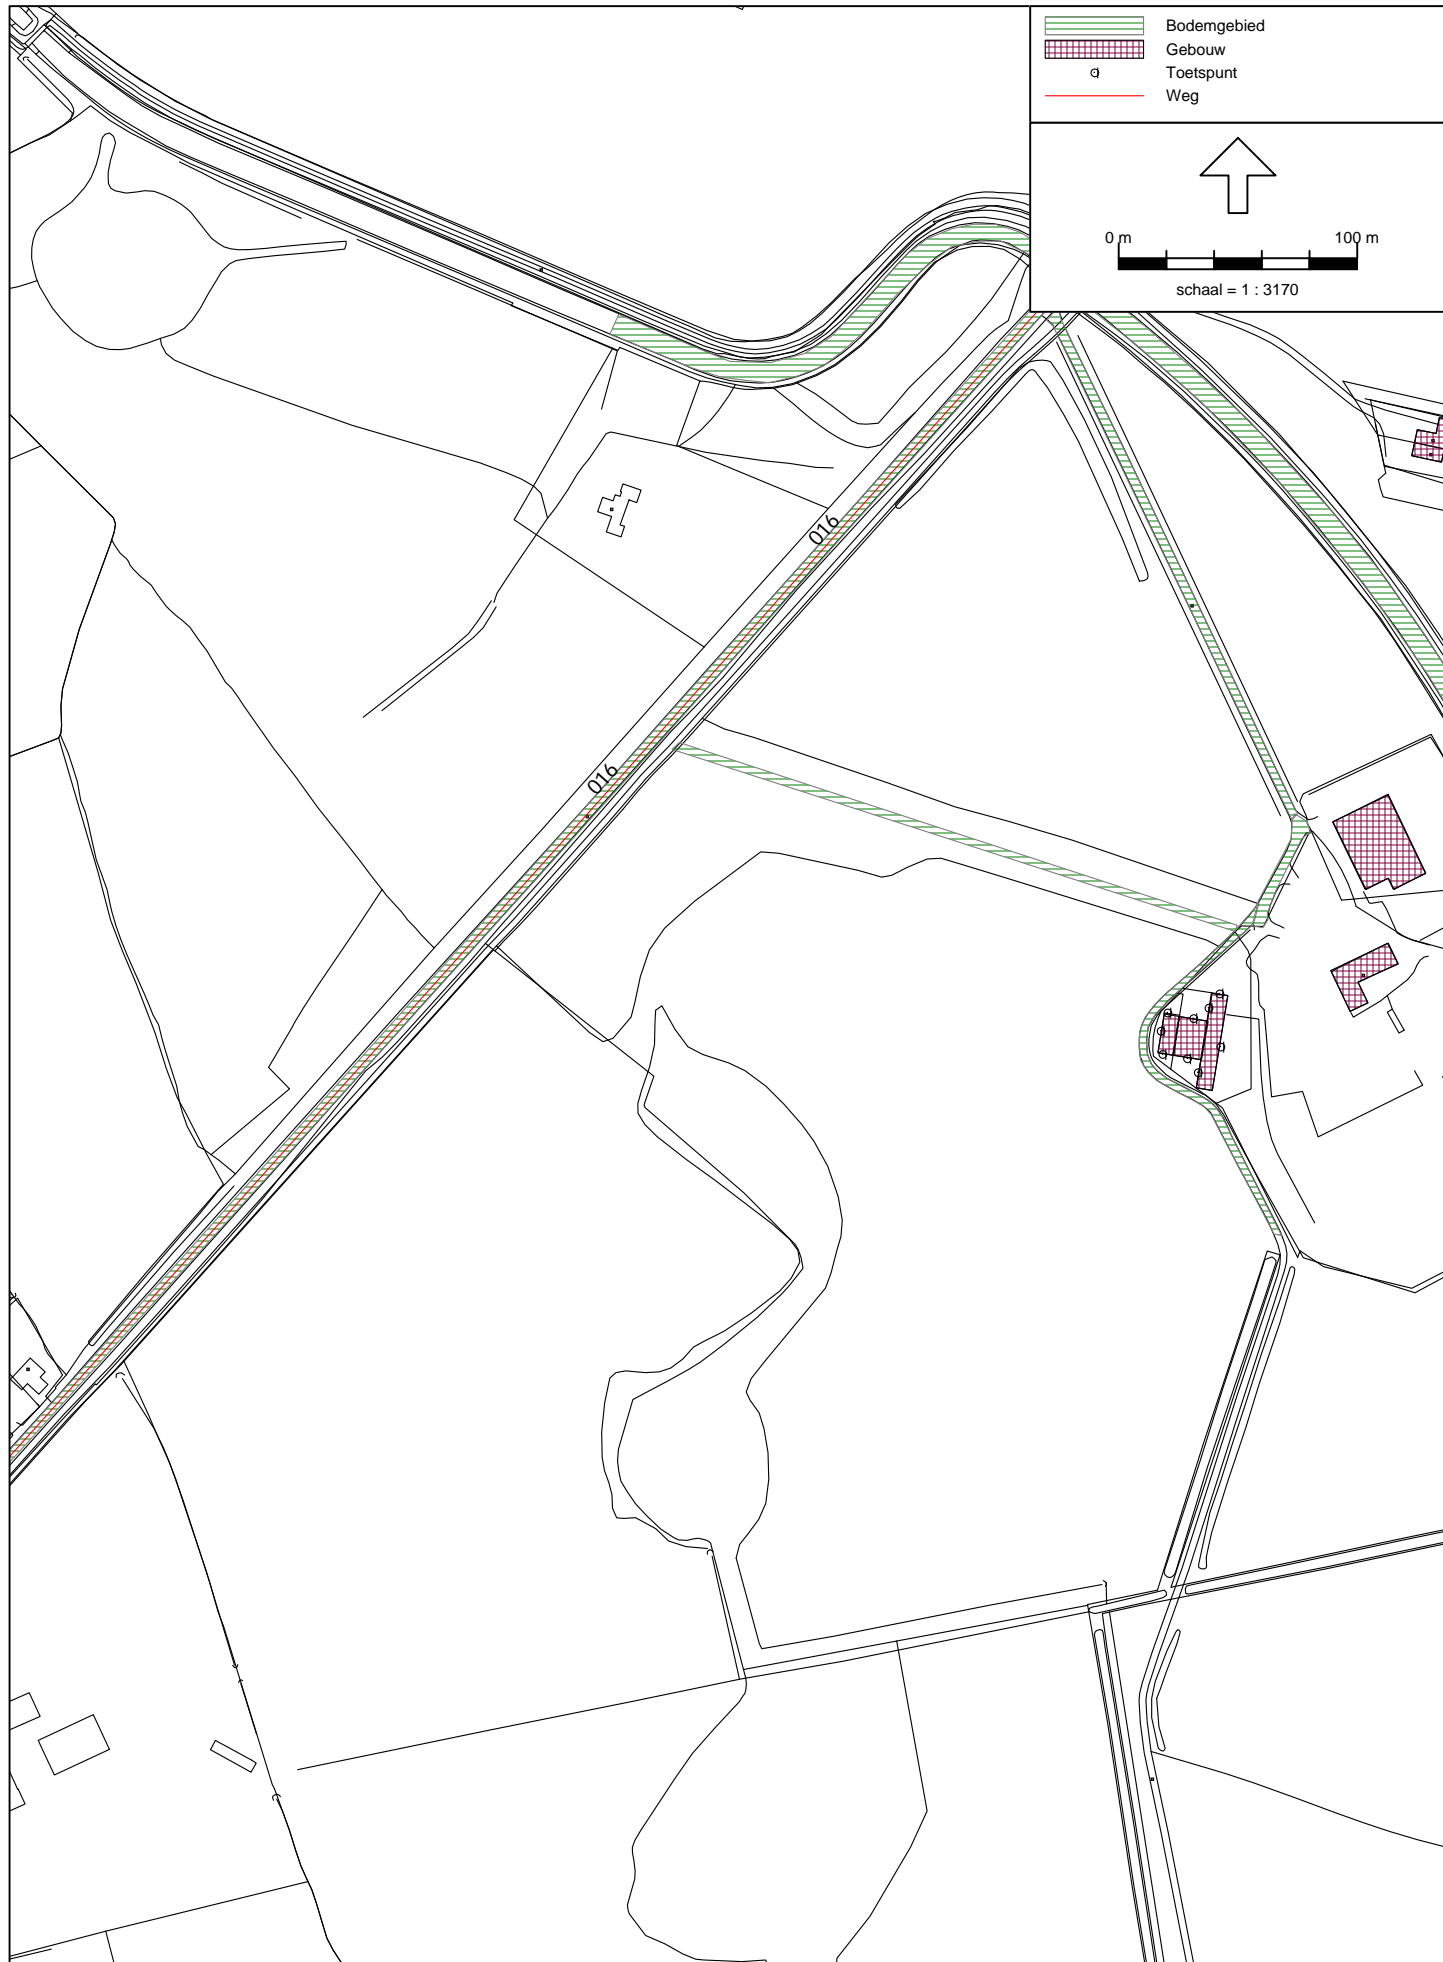 Bodemgebied
Gebouw
Toetspunt
Weg
0 m 100 m
schaal = 1 : 3170
016
016